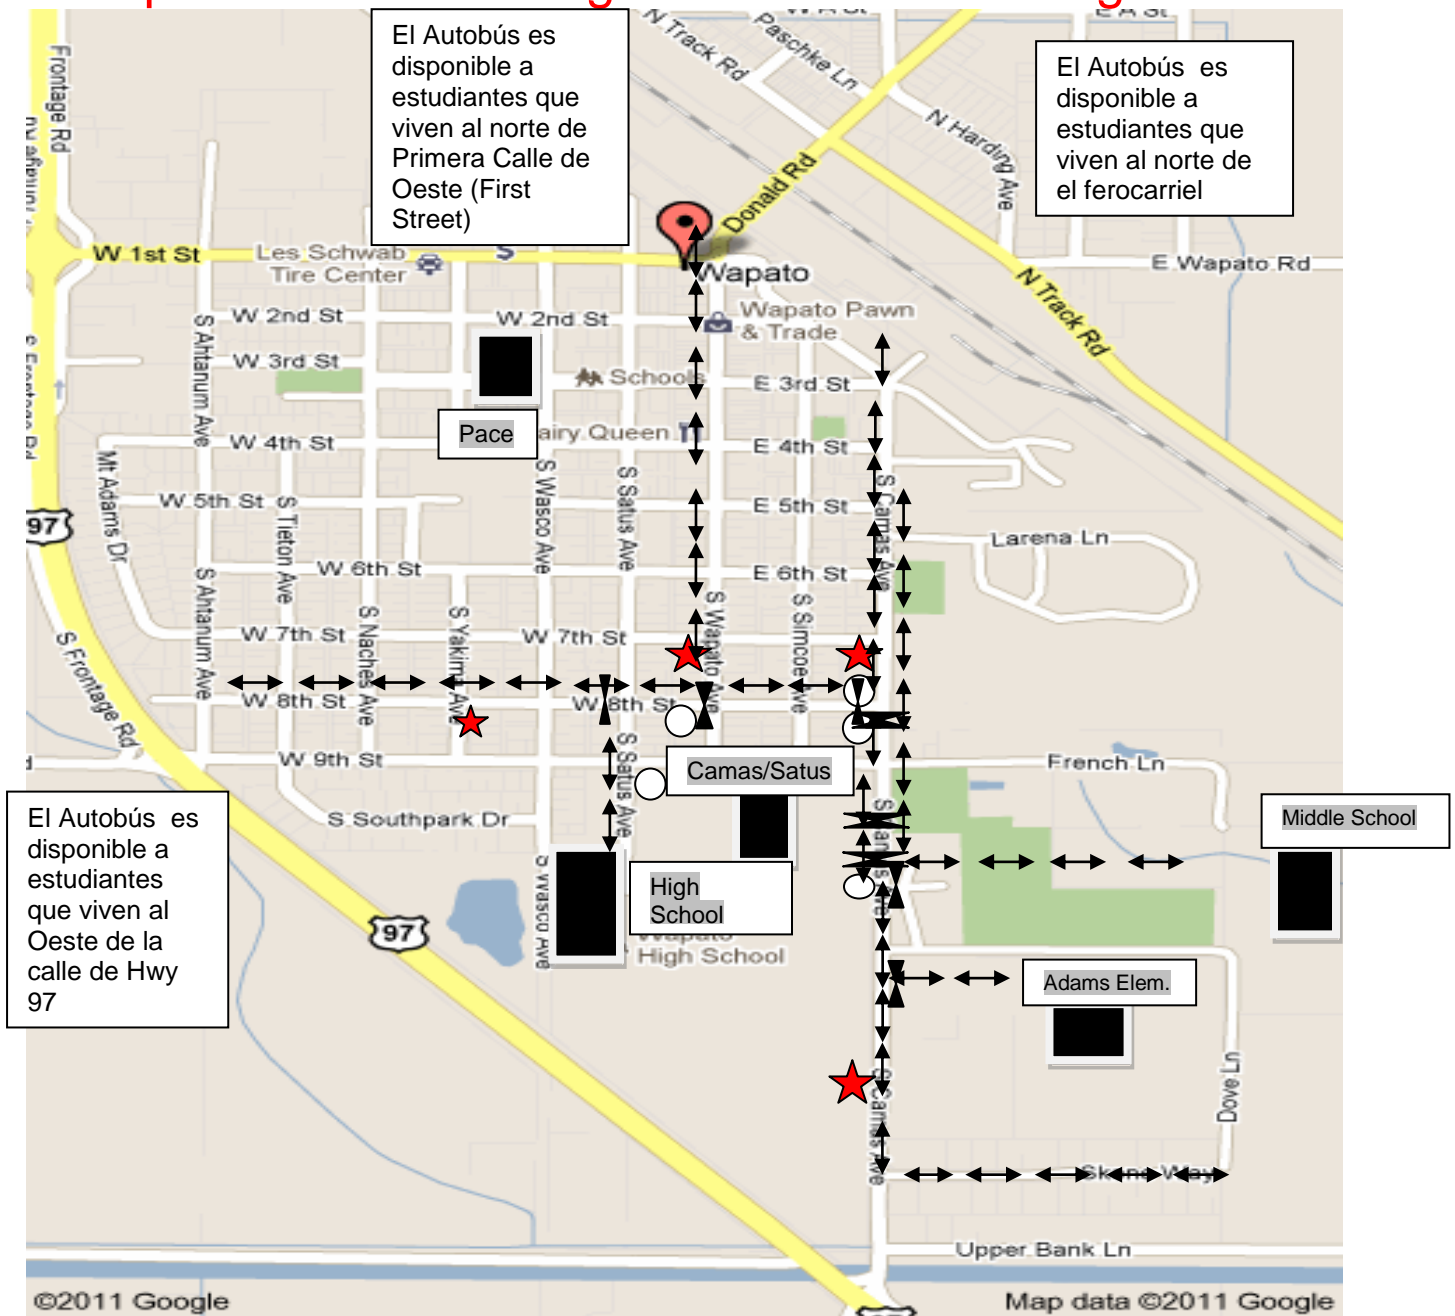 W A St
E A St
El Autobús es
disponible a
estudiantes que
viven al norte de
Primera Calle de
Oeste (First
Street)
El Autobús es
disponible a
estudiantes que
viven al norte de
el ferocarriel
Frontage Rd
N Track Rd
Paschke Ln
N Harding Ave
Donald Rd
W 1st St
Les Schwab
Tire Center
Wapato
E Wapato Rd
N Track Rd
W 2nd St
W 2nd St
Wapato Pawn
& Trade
S Ahtanum Ave
W 3rd St
Schools
E 3rd St
S Frontage Rd
Pace
W 4th St
airy Queen
E 4th St
Mt Adams Dr
W 5th St
S Tieton Ave
S Wasco Ave
S Satus Ave
E 5th St
S Camas Ave
97
Larena Ln
W 6th St
E 6th St
S Ahtanum Ave
S Naches Ave
S Yakima Ave
S Wapato Ave
S Simcoe Ave
W 7th St
W 7th St
S Frontage Rd
W 8th St
W 8th St
W 9th St
S Satus Ave
Camas/Satus
French Ln
S Southpark Dr
Middle School
El Autobús es
disponible a
estudiantes
que viven al
Oeste de la
calle de Hwy
97
S Wasco Ave
High
School
97
Wapato
High School
Adams Elem.
S Camas Ave
Dove Ln
Skone Way
Upper Bank Ln
©2011 Google
Map data ©2011 Google